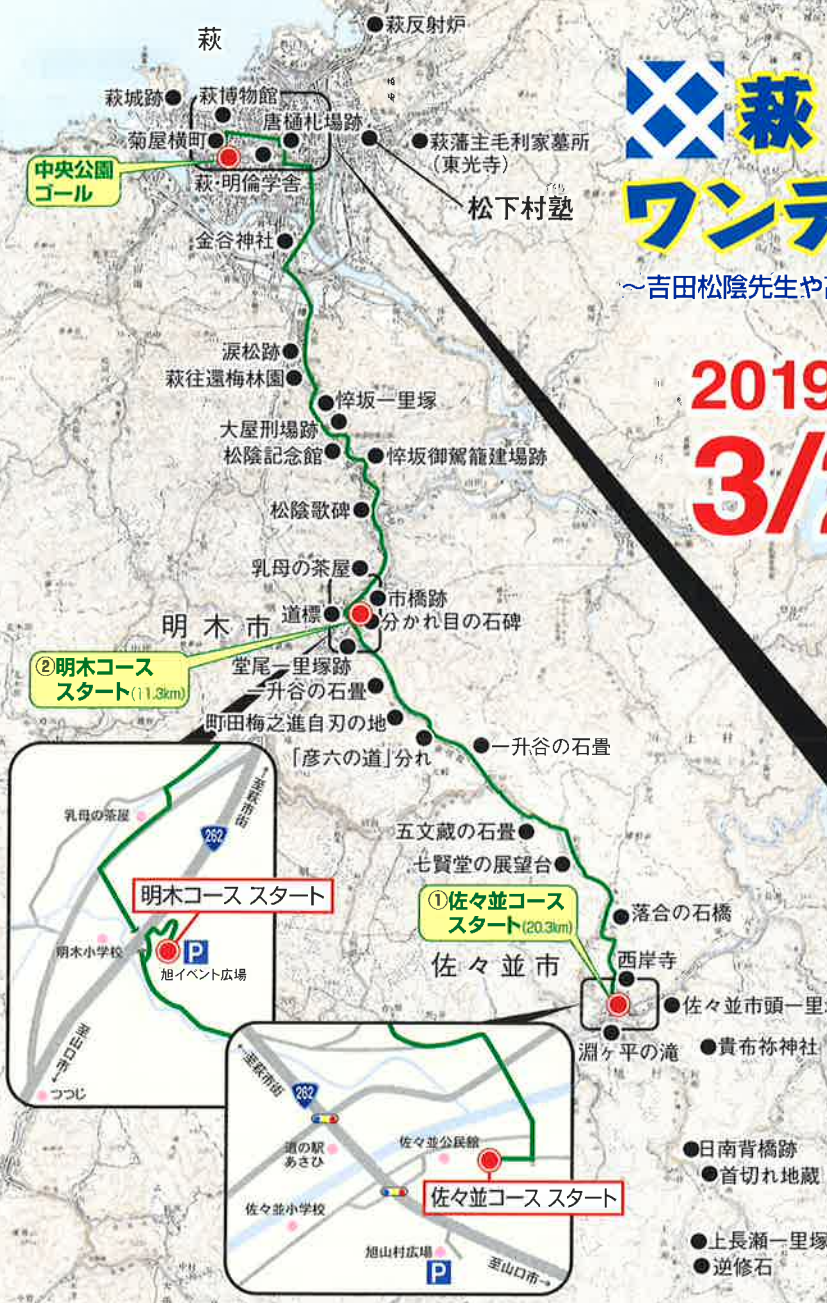 萩
萩反射炉
萩城跡
萩博物館
唐樋札場跡
菊屋横町
萩藩主毛利家墓所
(東光寺)
中央公園
ゴール
萩・明倫学舎
松下村塾
金谷神社
萩
ワンデ
~吉田松陰先生や
2019
3/2
涙松跡
萩往還梅林園
悴坂一里塚
大屋刑場跡
松陰記念館
悴坂御駕籠建場跡
松陰歌碑
乳母の茶屋
市橋跡
道標
分かれ目の石碑
明木市
堂尾一里塚跡
②明木コース
スタート(11.3km)
一升谷の石畳
町田梅之進自刃の地
「彦六の道」分れ
一升谷の石畳
五文蔵の石畳
七賢堂の展望台
①佐々並コース
スタート(20.3km)
落合の石橋
佐々並市
西岸寺
佐々並市頭一里
淵ヶ平の滝
貴布祢神社
日南背橋跡
首切れ地蔵
上長瀬一里塚
逆修石
乳母の茶屋
←至萩市街
262
明木コース スタート
明木小学校
P
旭イベント広場
至山口市→
つつじ
←至萩市街
262
道の駅
あさひ
佐々並公民館
佐々並コース スタート
佐々並小学校
旭山村広場
P
至山口市→